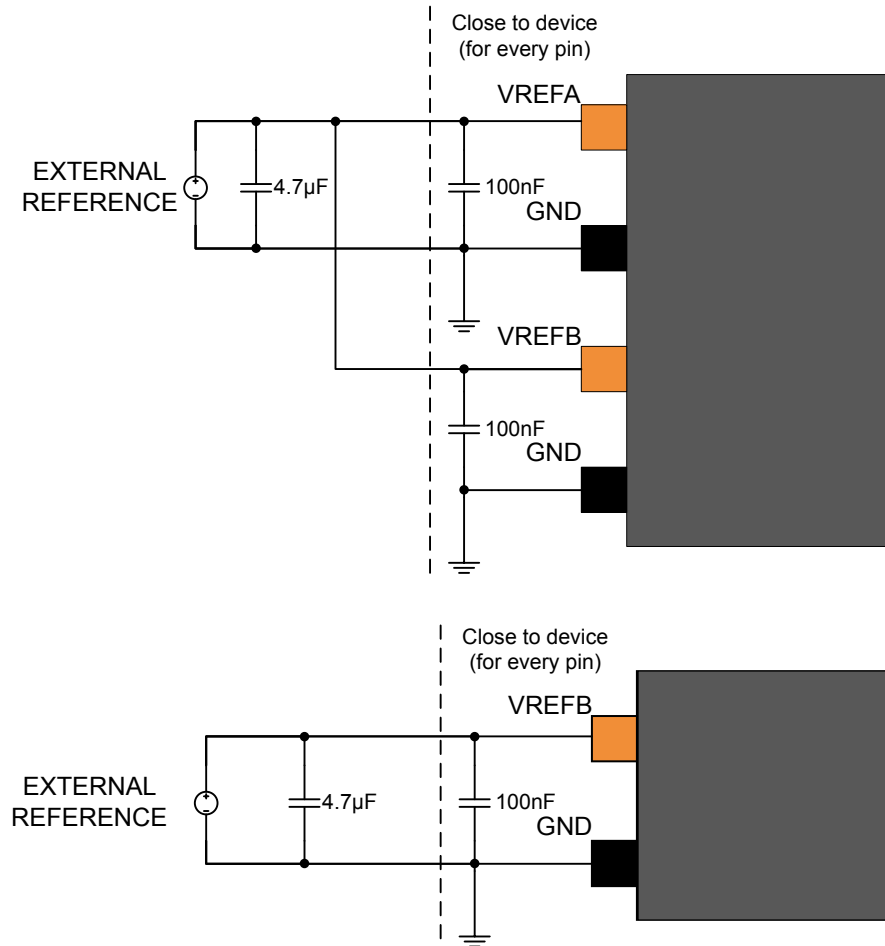 Close to device
(for every pin)
VREFA
EXTERNAL
REFERENCE
4.7µF
100nF
GND
VREFB
100nF
GND
Close to device
(for every pin)
VREFB
EXTERNAL
REFERENCE
4.7µF
100nF
GND